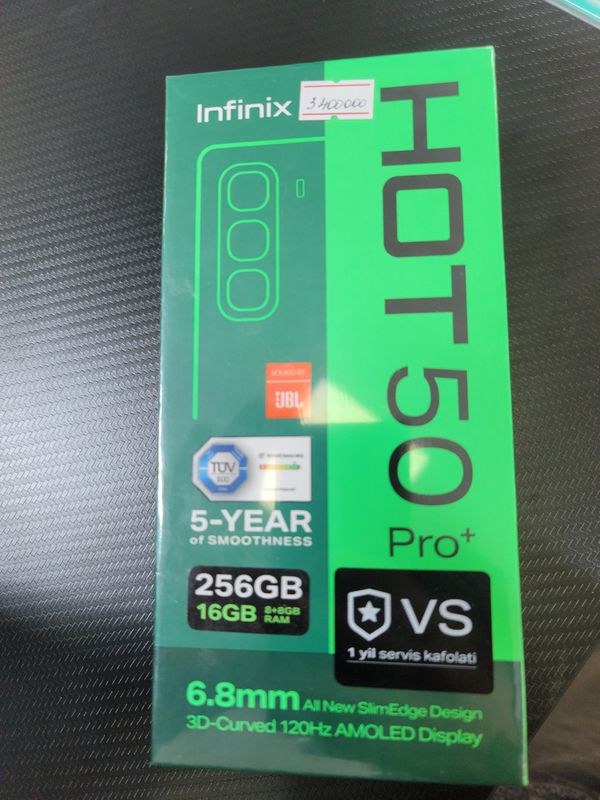 Infinix
3400000
HOT 50
Pro+
SOUND BY
JBL
TÜV
SÜD
5-YEAR
of SMOOTHNESS
256GB
16GB 8+8GB
RAM
VS
1 yil servis kafolati
6.8mm All New SlimEdge Design
3D-Curved 120Hz AMOLED Display